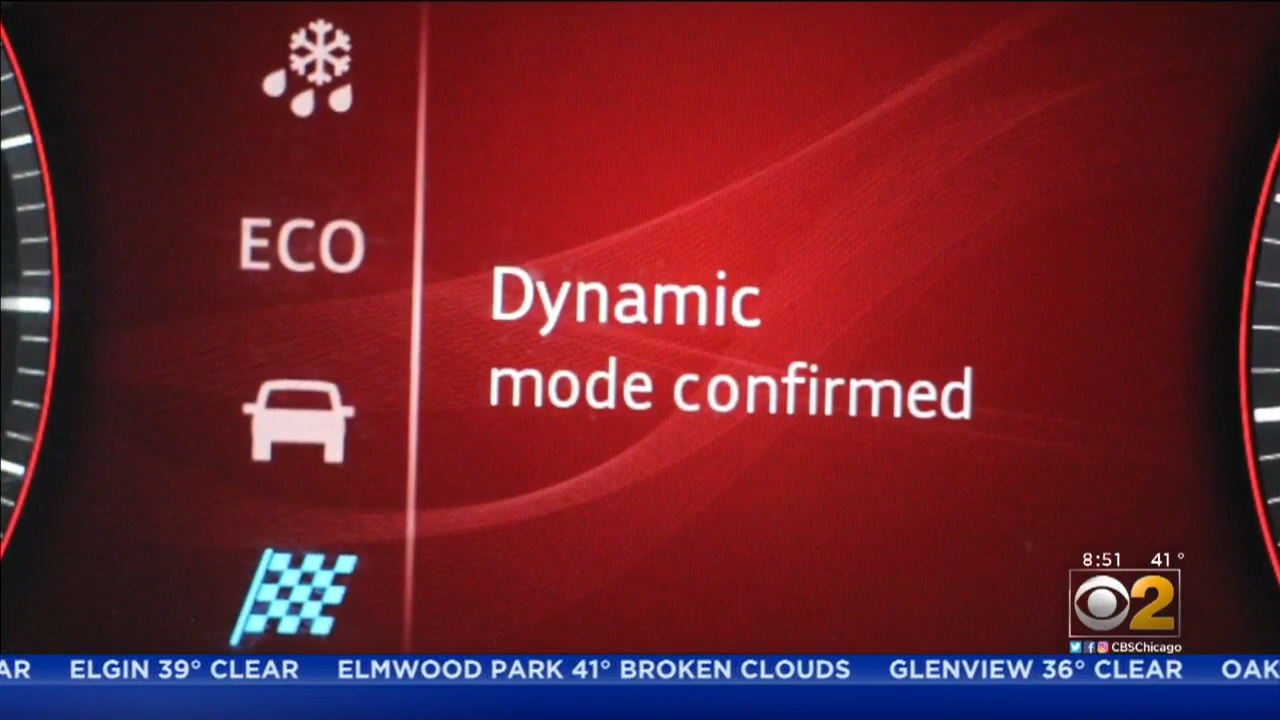 ECO
Dynamic
mode confirmed
8:51 41°
2
CBSChicago
AR ELGIN 39° CLEAR ELMWOOD PARK 41° BROKEN CLOUDS GLENVIEW 36° CLEAR OAK